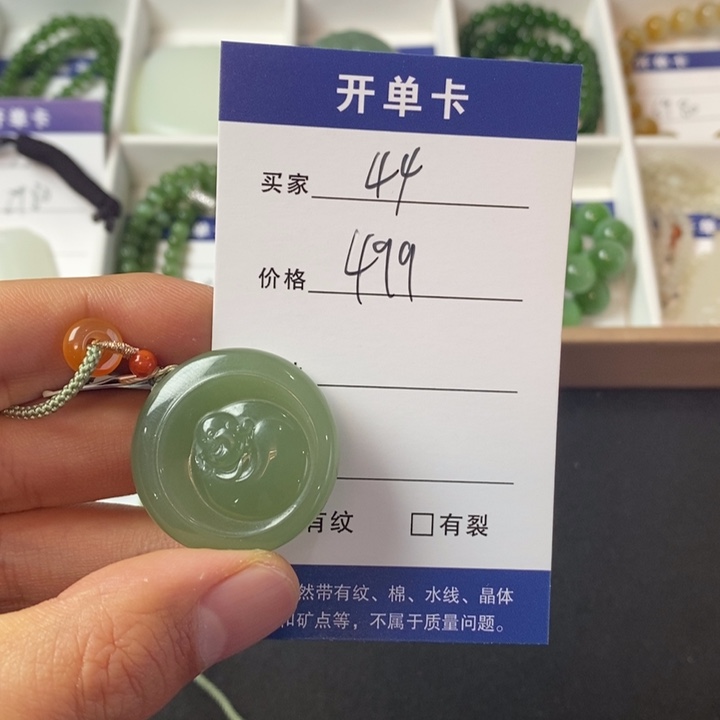 开单卡
买家 44
价格 499
有纹 □有裂
然带有纹、棉、水线、晶体
和矿点等，不属于质量问题。